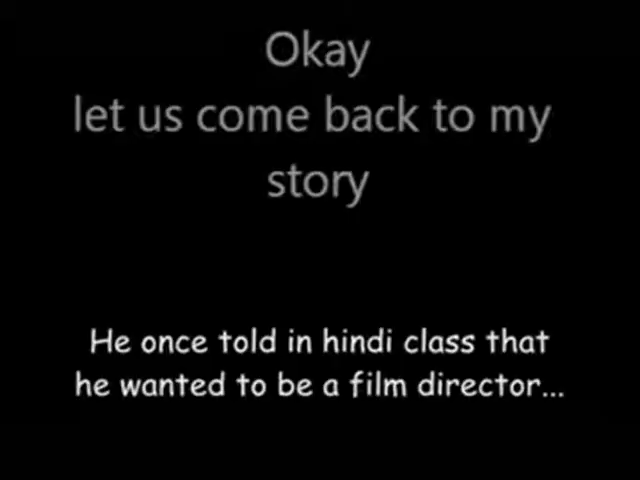 Okay
let us come back to my
story
He once told in hindi class that
he wanted to be a film director...